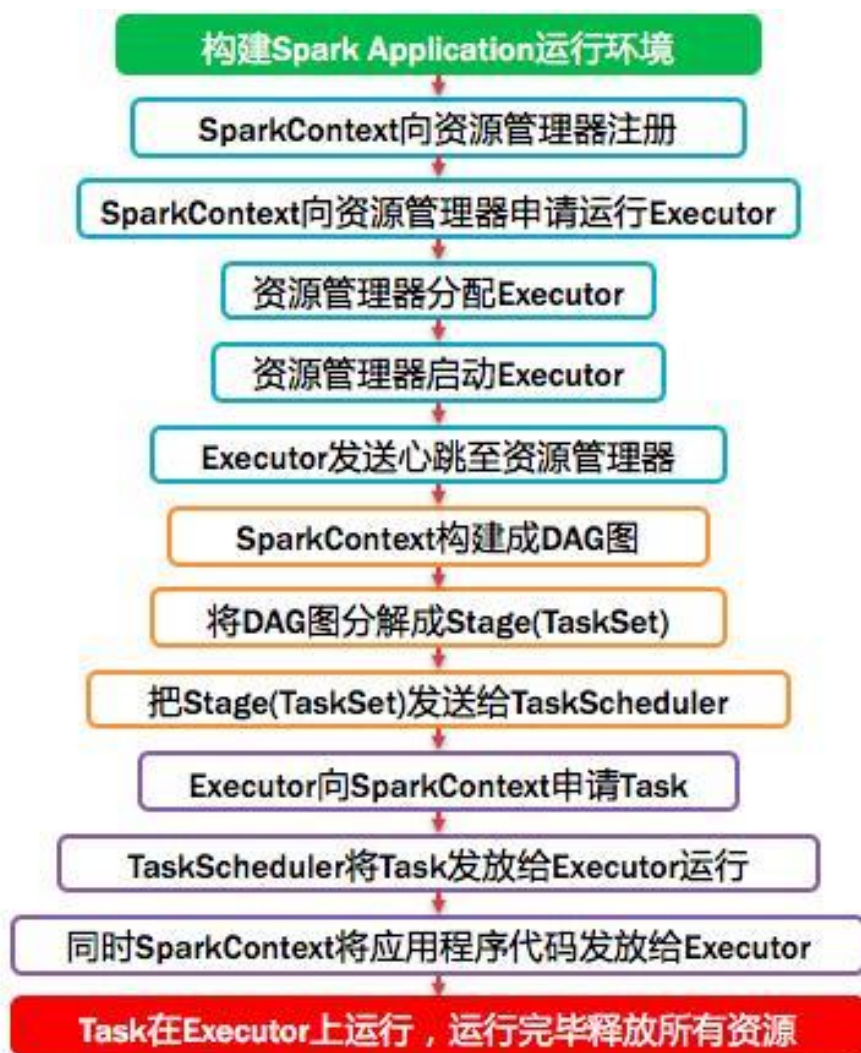 构建Spark Application运行环境
SparkContext向资源管理器注册
SparkContext向资源管理器申请运行Executor
资源管理器分配Executor
资源管理器启动Executor
Executor发送心跳至资源管理器
SparkContext构建成DAG图
将DAG图分解成Stage(TaskSet)
把Stage(TaskSet)发送给TaskScheduler
Executor向SparkContext申请Task
TaskScheduler将Task发放给Executor运行
同时SparkContext将应用程序代码发放给Executor
Task在Executor上运行，运行完毕释放所有资源